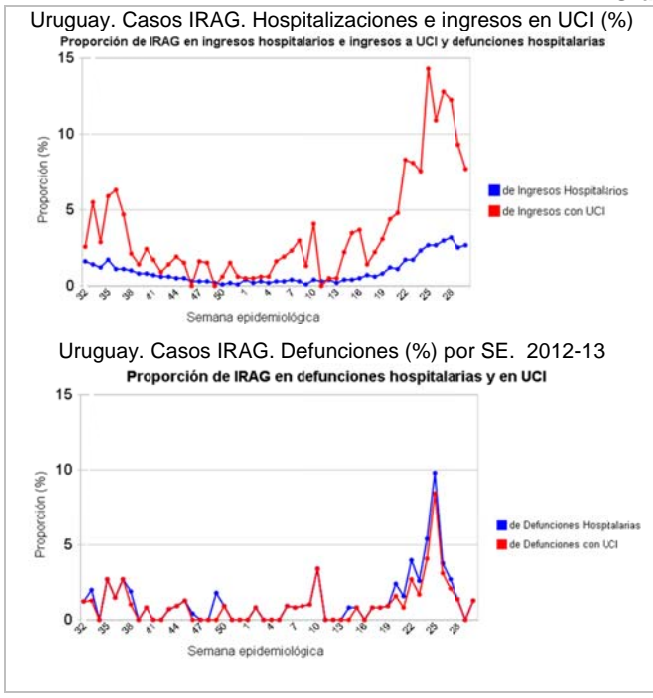 Uruguay. Casos IRAG. Hospitalizaciones e ingresos en UCI (%)
Proporción de IRAG en ingresos hospitalarios e ingresos a UCI y defunciones hospitalarias
15
10
5
0
Proporción (%)
32 35 38 41 44 47 50 1 4 7 10 13 16 19 22 25 28
Semana epidemiológica
de Ingresos Hospitalarios
de Ingresos con UCI
Uruguay. Casos IRAG. Defunciones (%) por SE. 2012-13
Proporción de IRAG en defunciones hospitalarias y en UCI
15
10
5
0
Proporción (%)
32 35 38 41 44 47 50 1 4 7 10 13 16 19 22 25 28
Semana epidemiológica
de Defunciones Hosptalarias
de Defunciones con UCI